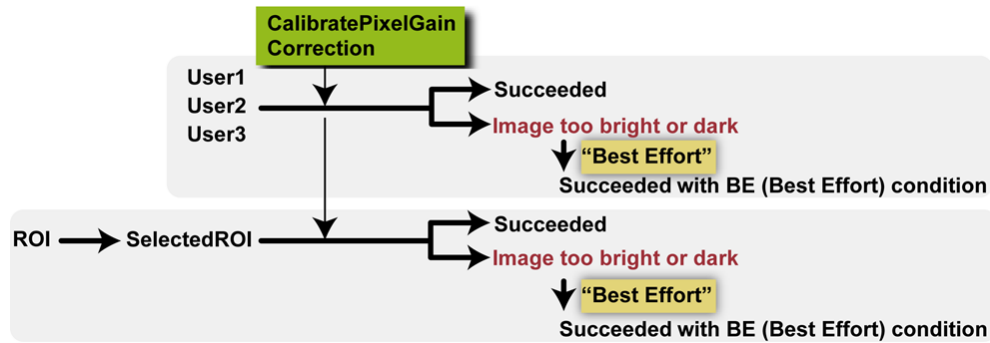 CalibratePixelGain
Correction
User1
User2
User3
Succeeded
Image too bright or dark
“Best Effort”
Succeeded with BE (Best Effort) condition
ROI
SelectedROI
Succeeded
Image too bright or dark
“Best Effort”
Succeeded with BE (Best Effort) condition